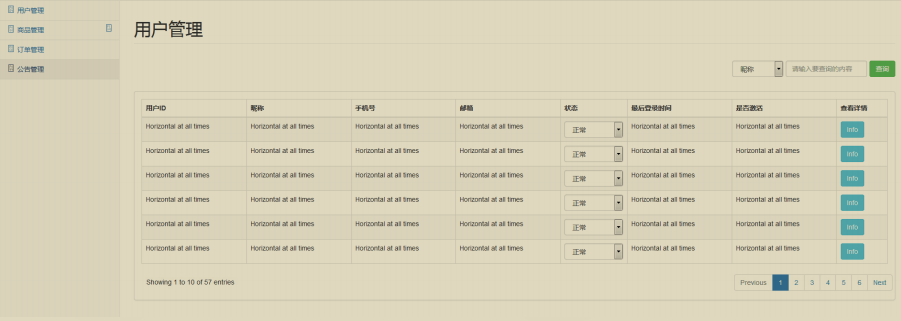 用户管理
商品管理
订单管理
公告管理
用户管理
昵称 请输入要查询的内容 查询
用户ID 昵称 手机号 邮箱 状态 最后登录时间 是否激活 查看详情
Horizontal at all times Horizontal at all times Horizontal at all times Horizontal at all times 正常 Horizontal at all times Horizontal at all times Info
Horizontal at all times Horizontal at all times Horizontal at all times Horizontal at all times 正常 Horizontal at all times Horizontal at all times Info
Horizontal at all times Horizontal at all times Horizontal at all times Horizontal at all times 正常 Horizontal at all times Horizontal at all times Info
Horizontal at all times Horizontal at all times Horizontal at all times Horizontal at all times 正常 Horizontal at all times Horizontal at all times Info
Horizontal at all times Horizontal at all times Horizontal at all times Horizontal at all times 正常 Horizontal at all times Horizontal at all times Info
Horizontal at all times Horizontal at all times Horizontal at all times Horizontal at all times 正常 Horizontal at all times Horizontal at all times Info
Showing 1 to 10 of 57 entries Previous 1 2 3 4 5 6 Next